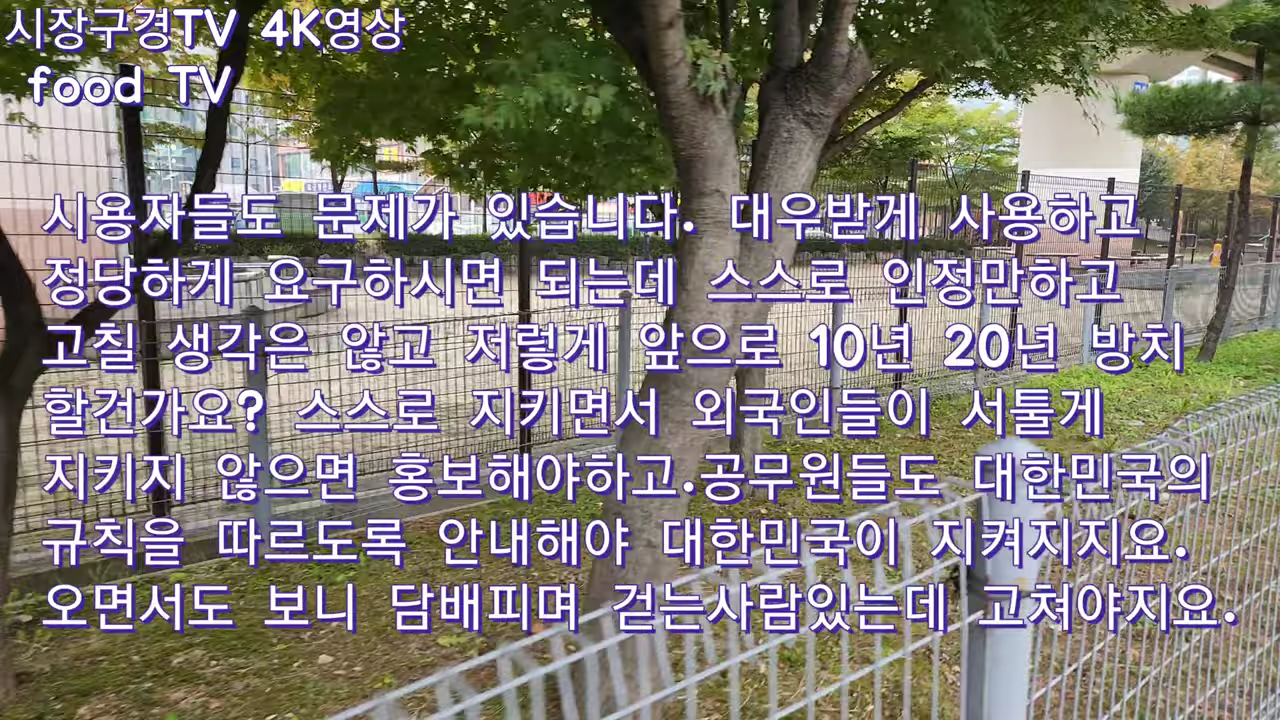 시장구경TV 4K영상
food TV
시용자들도 문제가 있습니다. 대우받게 사용하고
정당하게 요구하시면 되는데 스스로 인정만하고
고칠 생각은 않고 저렇게 앞으로 10년 20년 방치
할건가요? 스스로 지키면서 외국인들이 서툴게
지키지 않으면 홍보해야하고.공무원들도 대한민국의
규칙을 따르도록 안내해야 대한민국이 지켜지지요.
오면서도 보니 담배피며 걷는사람있는데 고쳐야지요.